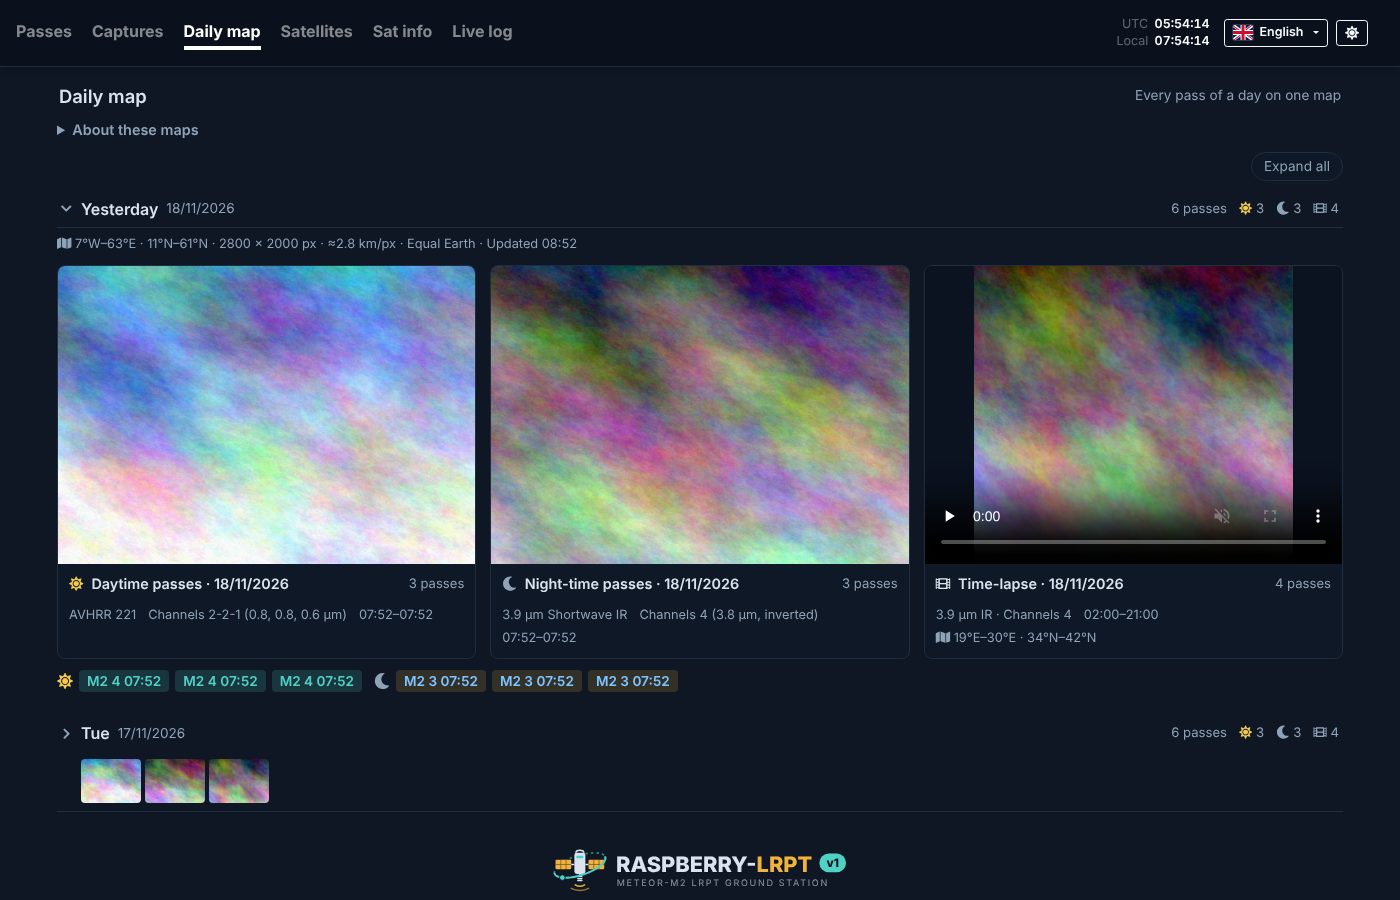 Passes Captures Daily map Satellites Sat info Live log
UTC 05:54:14
Local 07:54:14
English
Daily map
Every pass of a day on one map
About these maps
Expand all
Yesterday 18/11/2026
6 passes 3 3 4
7°W–63°E · 11°N–61°N · 2800 × 2000 px · ≈2.8 km/px · Equal Earth · Updated 08:52
0:00
Daytime passes · 18/11/2026 3 passes
AVHRR 221 Channels 2-2-1 (0.8, 0.8, 0.6 µm) 07:52–07:52
Night-time passes · 18/11/2026 3 passes
3.9 µm Shortwave IR Channels 4 (3.8 µm, inverted)
07:52–07:52
Time-lapse · 18/11/2026 4 passes
3.9 µm IR · Channels 4 02:00–21:00
19°E–30°E · 34°N–42°N
M2 4 07:52 M2 4 07:52 M2 4 07:52 M2 3 07:52 M2 3 07:52 M2 3 07:52
Tue 17/11/2026
6 passes 3 3 4
RASPBERRY-LRPT v1
METEOR-M2 LRPT GROUND STATION